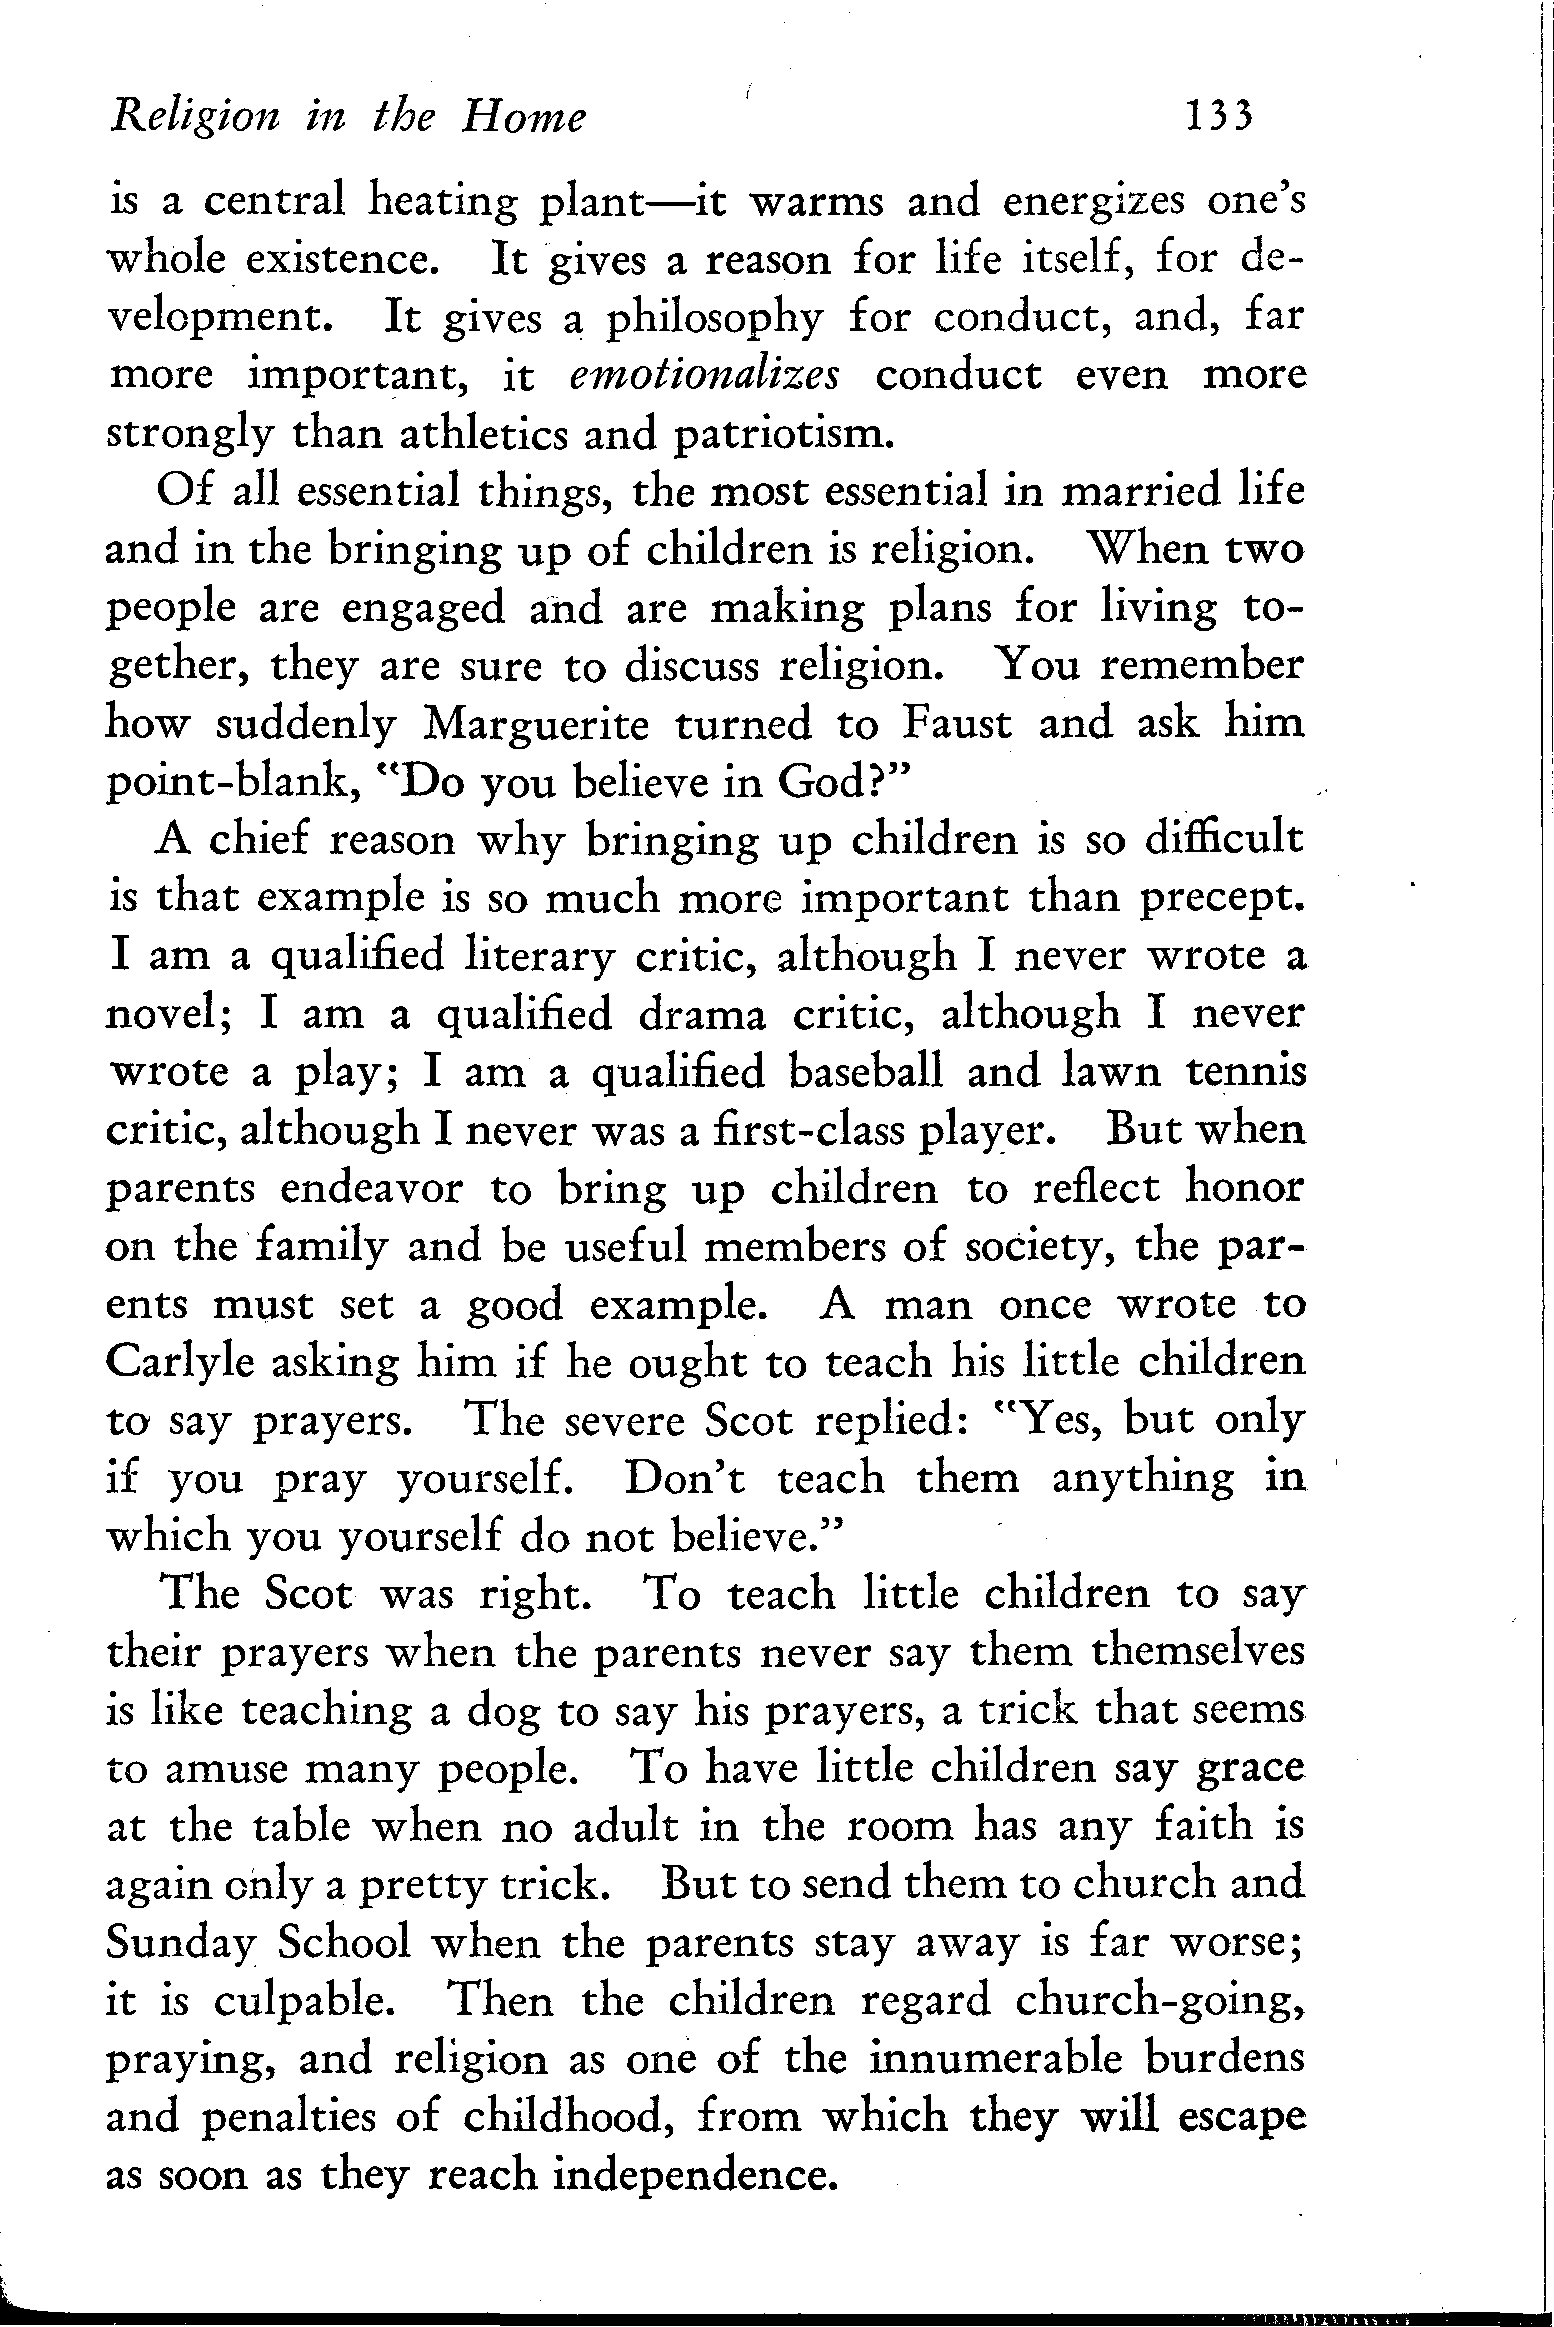 Religion in the Home 133
is a central heating plant—it warms and energizes one's
whole existence. It gives a reason for life itself, for de-
velopment. It gives a philosophy for conduct, and, far
more important, it emotionalizes conduct even more
strongly than athletics and patriotism.
Of all essential things, the most essential in married life
and in the bringing up of children is religion. When two
people are engaged and are making plans for living to-
gether, they are sure to discuss religion. You remember
how suddenly Marguerite turned to Faust and ask him
point-blank, "Do you believe in God?"
A chief reason why bringing up children is so difficult
is that example is so much more important than precept.
I am a qualified literary critic, although I never wrote a
novel; I am a qualified drama critic, although I never
wrote a play; I am a qualified baseball and lawn tennis
critic, although I never was a first-class player. But when
parents endeavor to bring up children to reflect honor
on the family and be useful members of society, the par-
ents must set a good example. A man once wrote to
Carlyle asking him if he ought to teach his little children
to say prayers. The severe Scot replied: "Yes, but only
if you pray yourself. Don't teach them anything in
which you yourself do not believe."
The Scot was right. To teach little children to say
their prayers when the parents never say them themselves
is like teaching a dog to say his prayers, a trick that seems
to amuse many people. To have little children say grace
at the table when no adult in the room has any faith is
again only a pretty trick. But to send them to church and
Sunday School when the parents stay away is far worse;
it is culpable. Then the children regard church-going,
praying, and religion as one of the innumerable burdens
and penalties of childhood, from which they will escape
as soon as they reach independence.